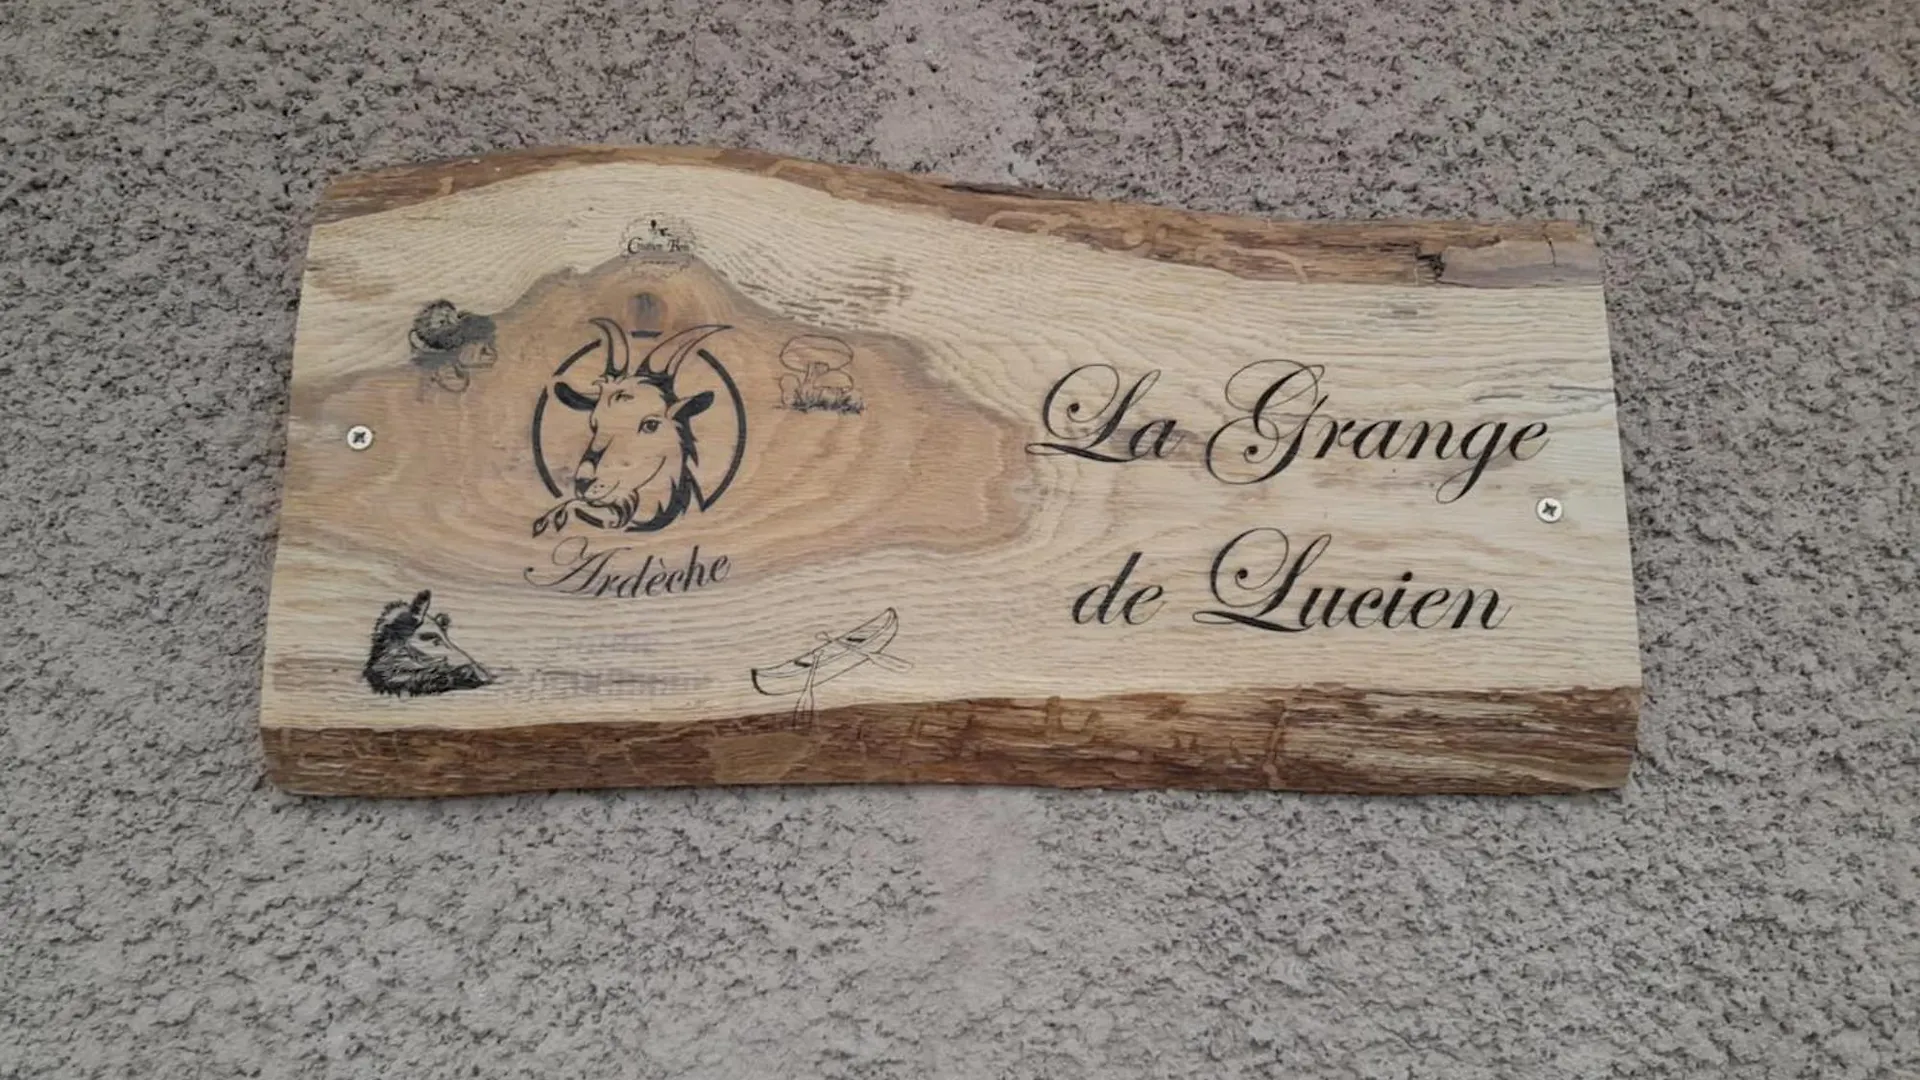 Ardèche
La Grange
de Lucien